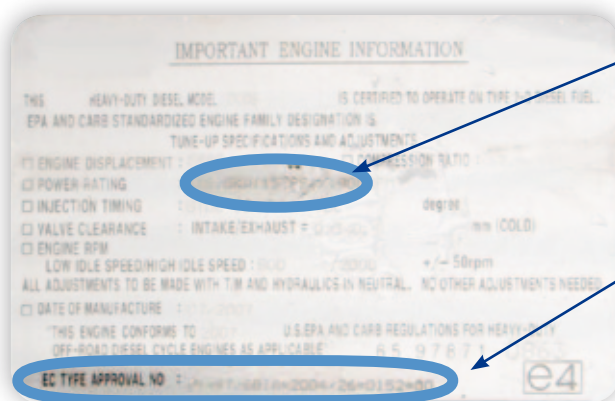 IMPORTANT ENGINE INFORMATION
THIS HEAVY-DUTY DIESEL MODEL IS CERTIFIED TO OPERATE ON TYPE DIESEL FUEL.
EPA AND CARB STANDARDIZED ENGINE FAMILY DESIGNATION IS
TUNE-UP SPECIFICATIONS AND ADJUSTMENTS
ENGINE DISPLACEMENT : COMPRESSION RATIO :
POWER RATING
INJECTION TIMING : degree
VALVE CLEARANCE : INTAKE/EXHAUST = mm (COLD)
ENGINE RPM
LOW IDLE SPEED/HIGH IDLE SPEED : +/- 50rpm
ALL ADJUSTMENTS TO BE MADE WITH T/M AND HYDRAULICS IN NEUTRAL. NO OTHER ADJUSTMENTS NEEDED.
DATE OF MANUFACTURE :
"THIS ENGINE CONFORMS TO U.S.EPA AND CARB REGULATIONS FOR HEAVY-DUTY
OFF-ROAD DIESEL CYCLE ENGINES AS APPLICABLE"
65 97871
EC TYPE APPROVAL NO :
e4